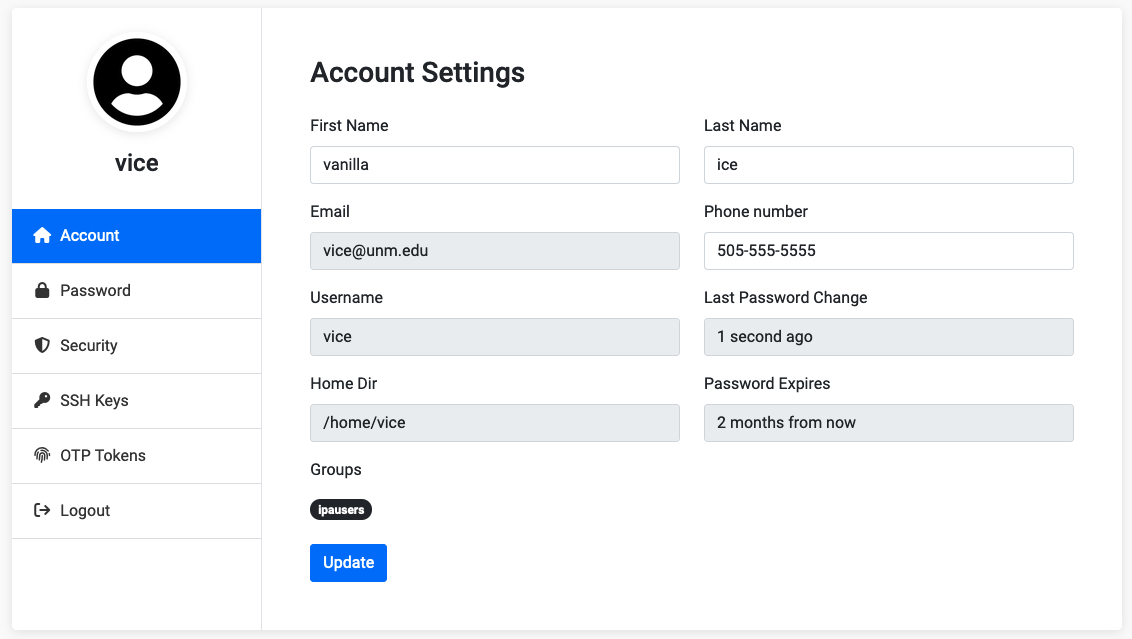 vice
Account
Password
Security
SSH Keys
OTP Tokens
Logout
Account Settings
First Name
vanilla
Last Name
ice
Email
vice@unm.edu
Phone number
505-555-5555
Username
vice
Last Password Change
1 second ago
Home Dir
/home/vice
Password Expires
2 months from now
Groups
ipausers
Update